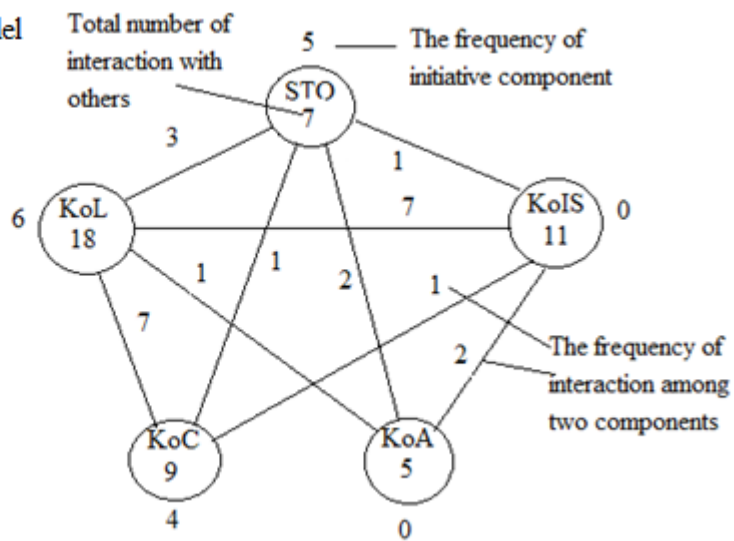 del
Total number of
interaction with
others
5
The frequency of
initiative component
STO
7
3
1
6
KoL
18
7
KoIS
11
0
1
1
2
1
7
2
The frequency of
interaction among
two components
KoC
9
4
KoA
5
0